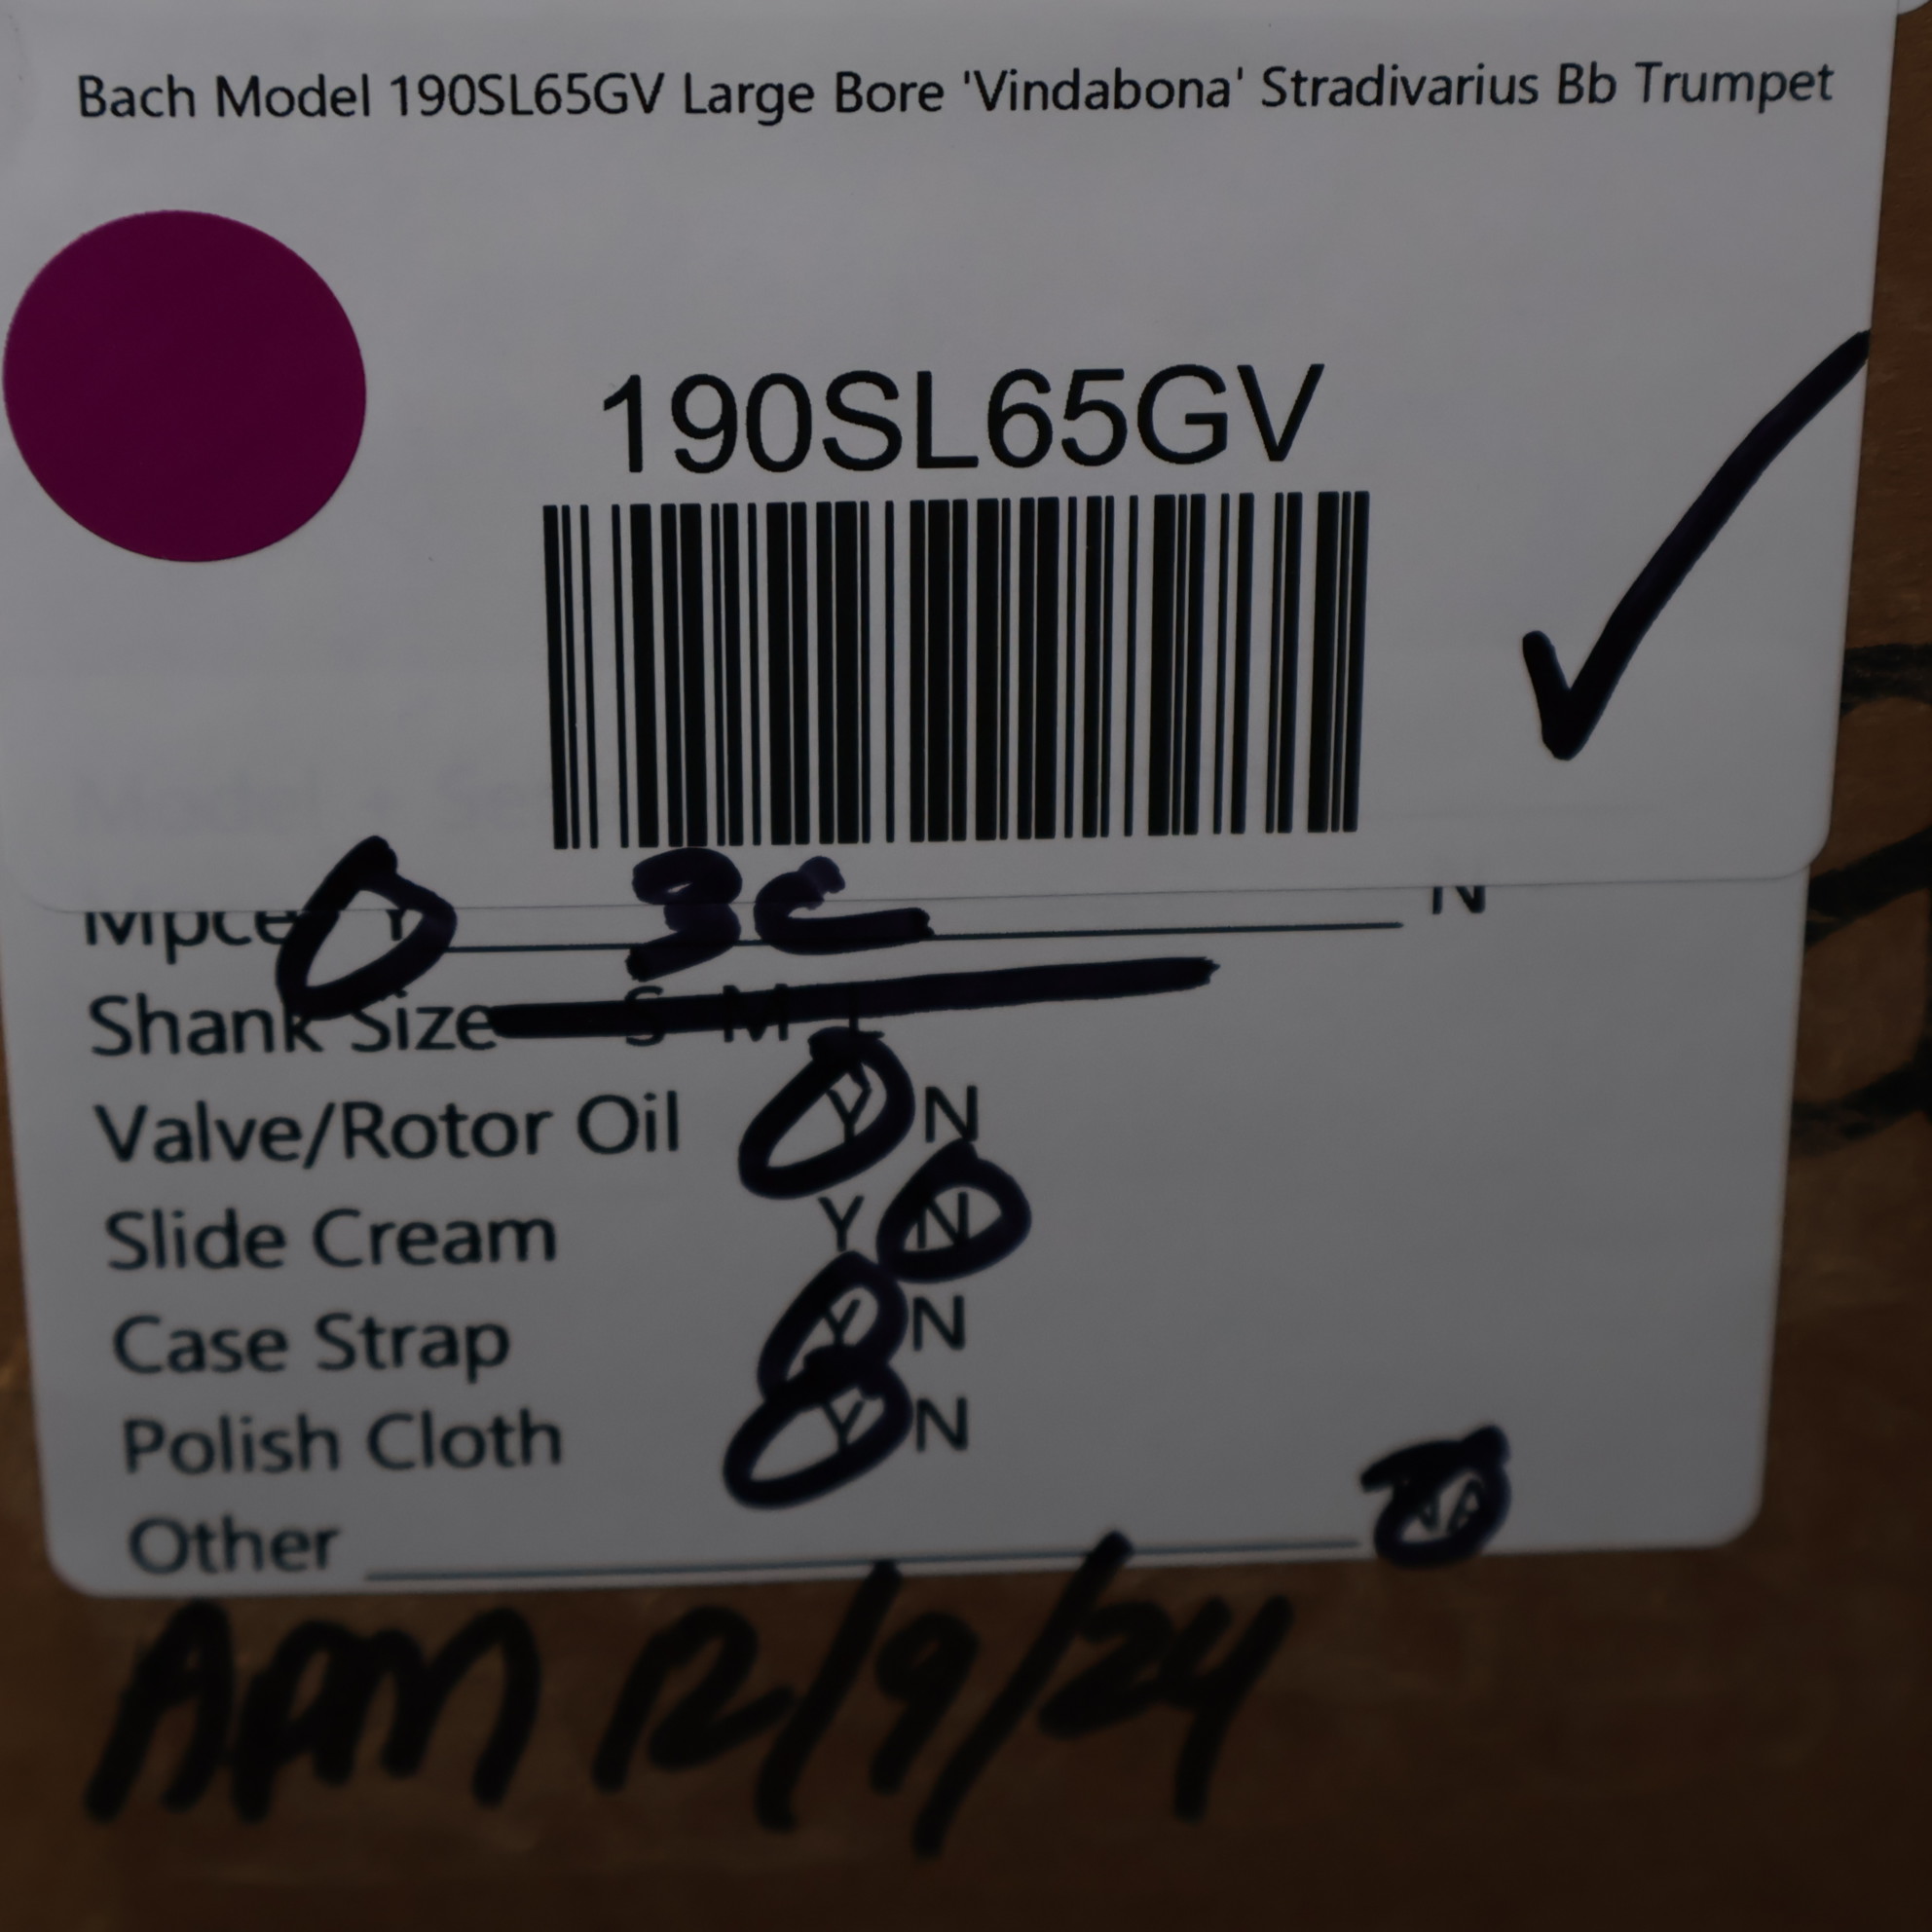 Bach Model 190SL65GV Large Bore 'Vindabona' Stradivarius Bb Trumpet
190SL65GV
Mpce Y 3C N
Shank Size S M L
Valve/Rotor Oil Y N
Slide Cream Y N
Case Strap Y N
Polish Cloth Y N
Other NA
12/9/24